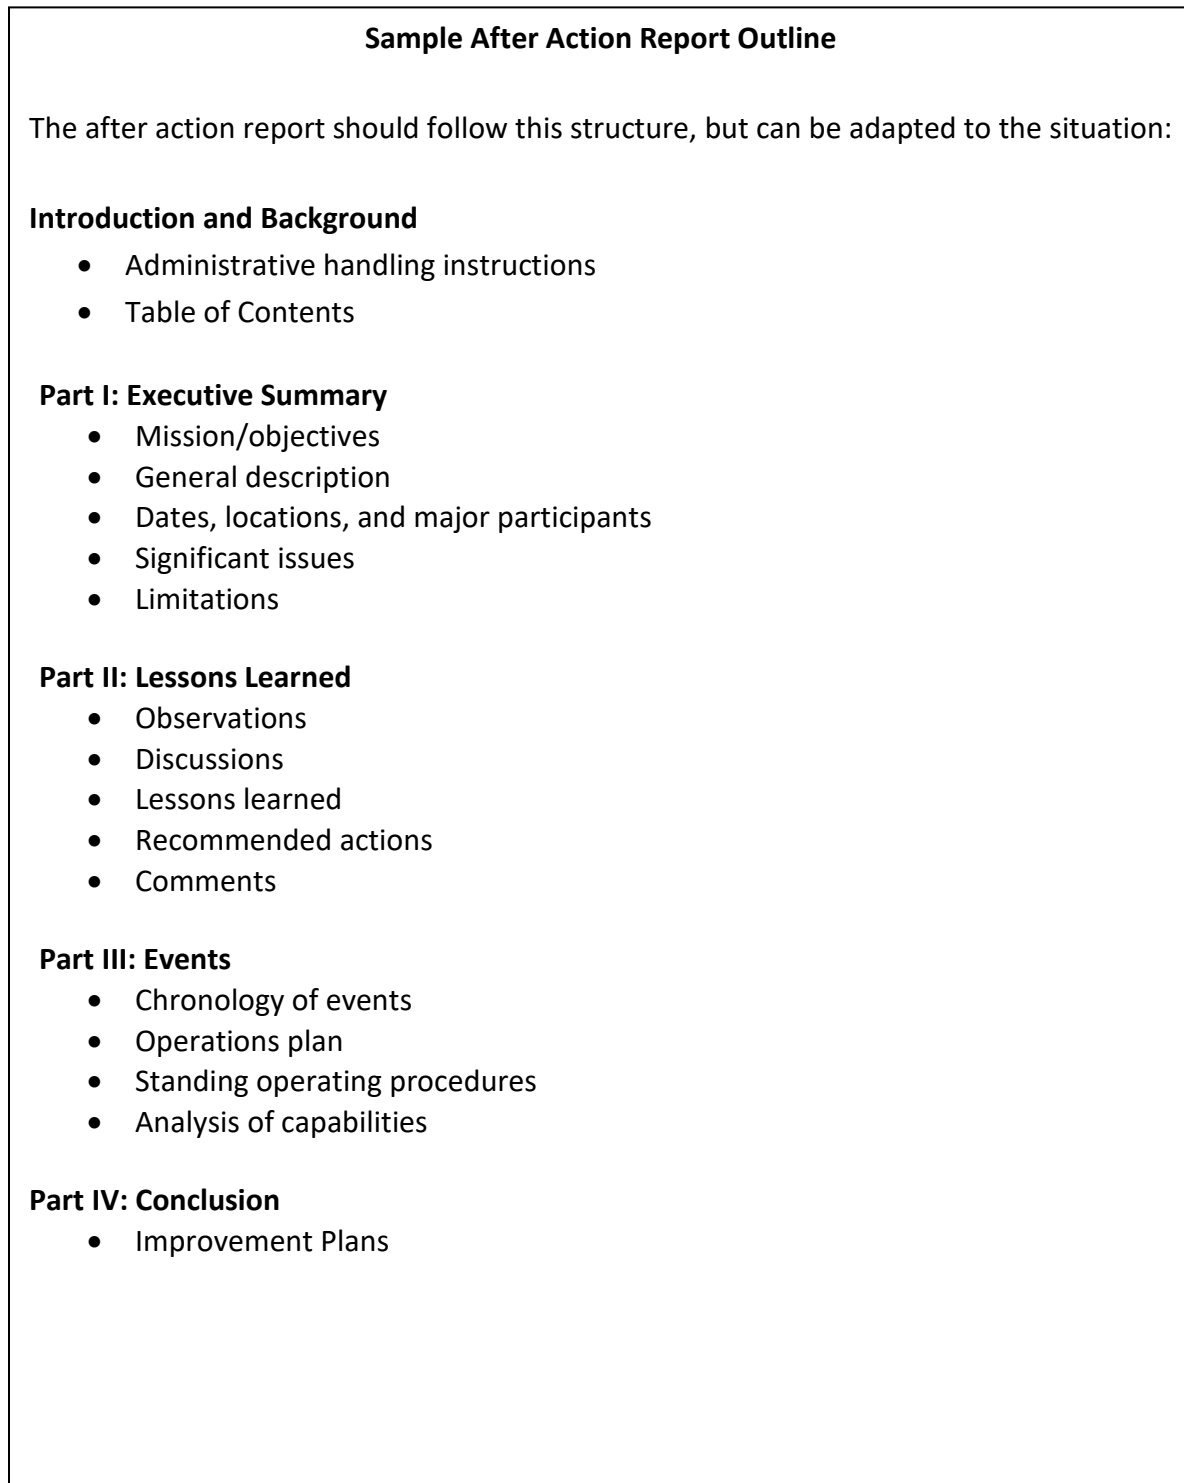 Sample After Action Report Outline
The after action report should follow this structure, but can be adapted to the situation:
Introduction and Background
• Administrative handling instructions
• Table of Contents
Part I: Executive Summary
• Mission/objectives
• General description
• Dates, locations, and major participants
• Significant issues
• Limitations
Part II: Lessons Learned
• Observations
• Discussions
• Lessons learned
• Recommended actions
• Comments
Part III: Events
• Chronology of events
• Operations plan
• Standing operating procedures
• Analysis of capabilities
Part IV: Conclusion
• Improvement Plans